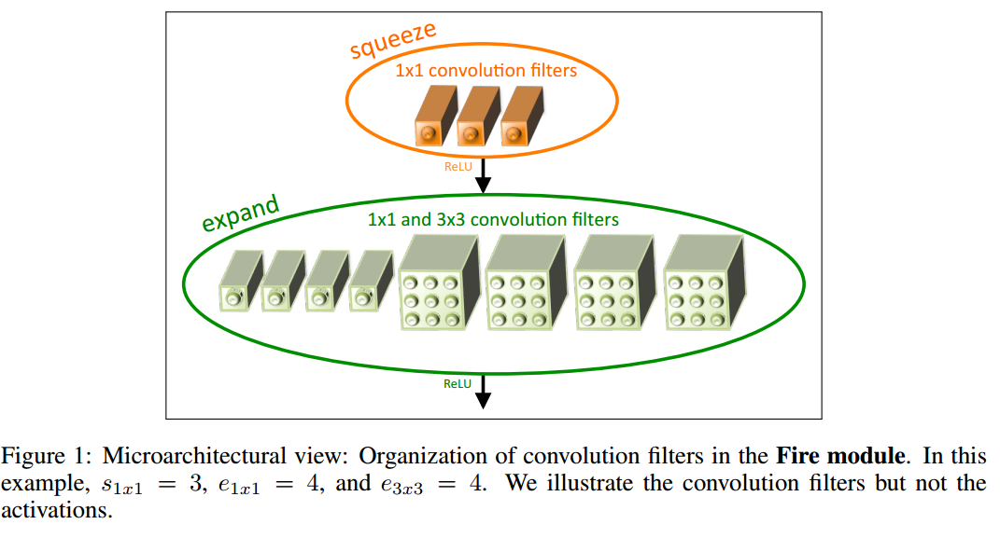 squeeze
1x1 convolution filters
ReLU
expand
1x1 and 3x3 convolution filters
ReLU
Figure 1: Microarchitectural view: Organization of convolution filters in the Fire module. In this
example, s1x1 = 3, e1x1 = 4, and e3x3 = 4. We illustrate the convolution filters but not the
activations.